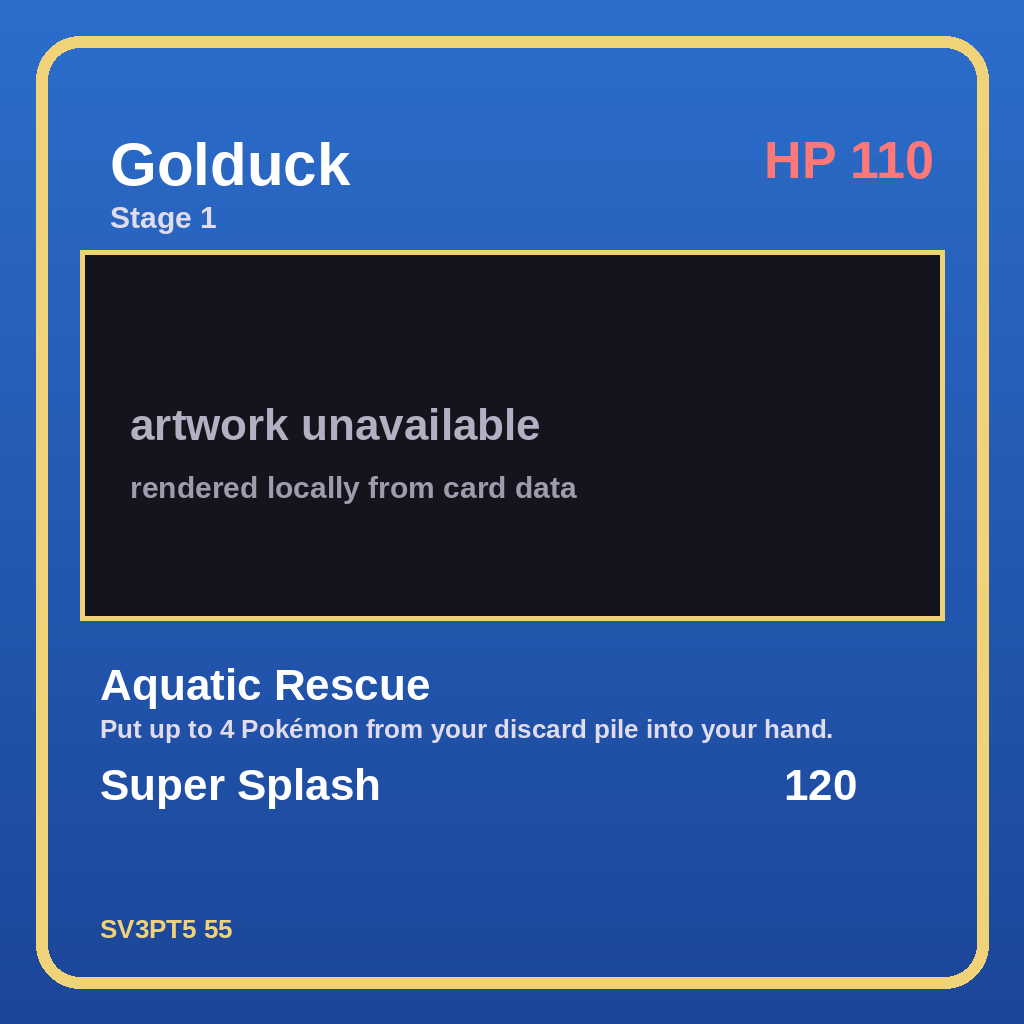 Golduck
HP 110
Stage 1
artwork unavailable
rendered locally from card data
Aquatic Rescue
Put up to 4 Pokémon from your discard pile into your hand.
Super Splash 120
SV3PT5 55